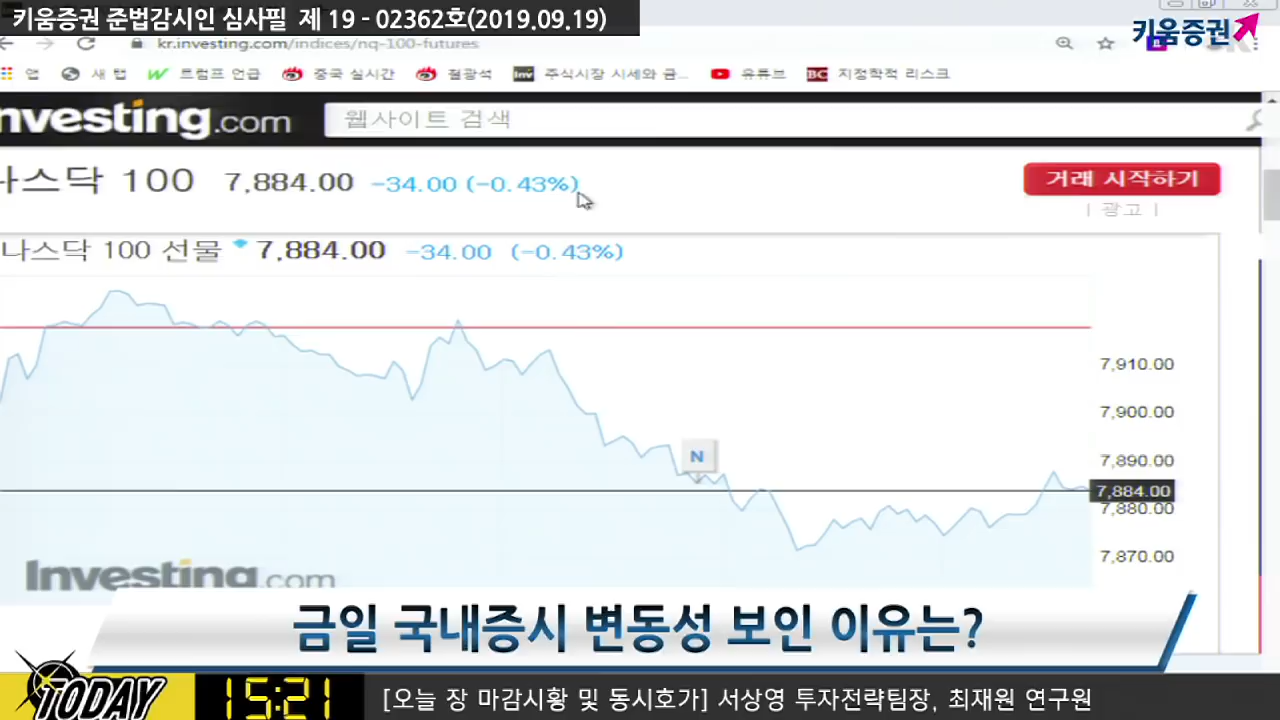 키움증권 준법감시인 심사필 제 19 - 02362호(2019.09.19)
키움증권
kr.investing.com/indices/nq-100-futures
앱 새 탭 트럼프 언급 중국 실시간 철광석 Inv 주식시장 시세와 금... 유튜브 BC 지정학적 리스크
nvesting.com 웹사이트 검색
나스닥 100 7,884.00 -34.00 (-0.43%) 거래 시작하기
| 광고 |
나스닥 100 선물 7,884.00 -34.00 (-0.43%)
7,910.00
7,900.00
N
7,890.00
7,884.00
7,880.00
7,870.00
Investing.com
금일 국내증시 변동성 보인 이유는?
TODAY 15:21 [오늘 장 마감시황 및 동시호가] 서상영 투자전략팀장, 최재원 연구원